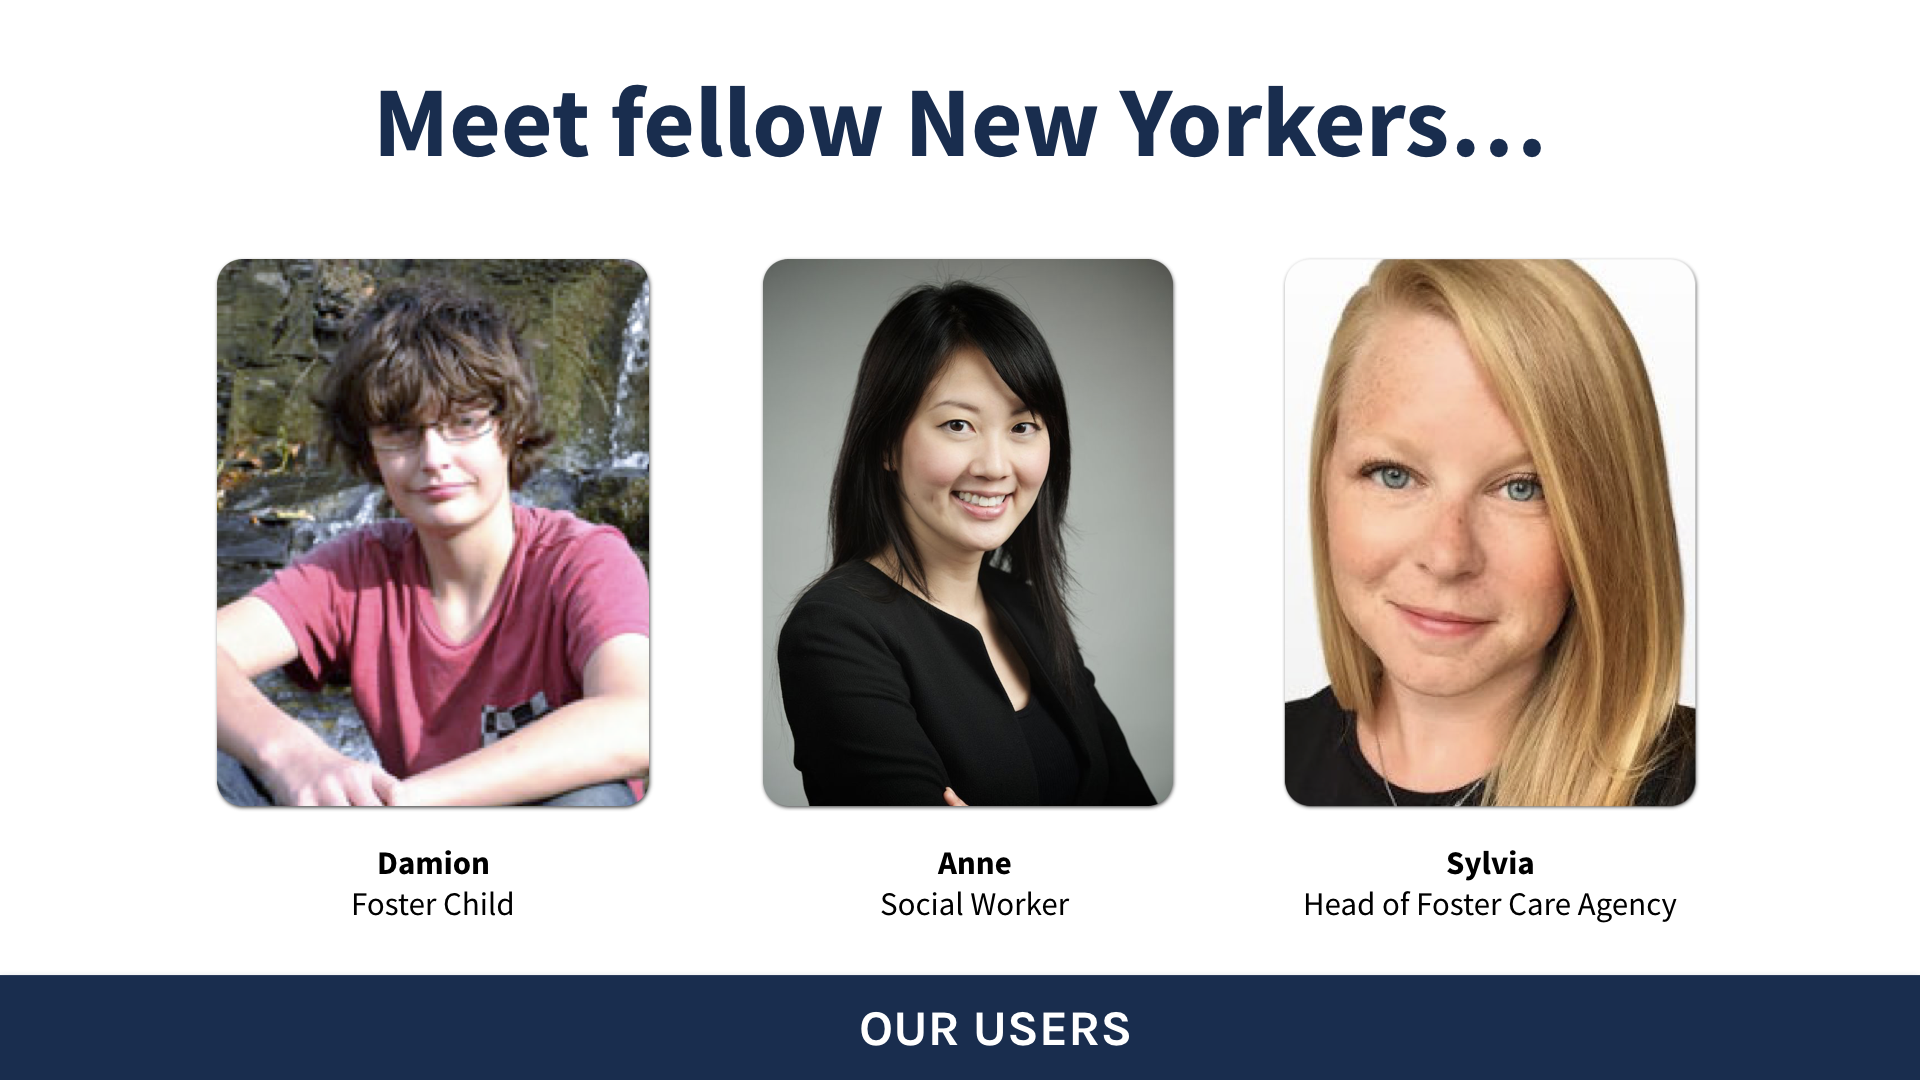 Meet fellow New Yorkers...
Damion
Foster Child
Anne
Social Worker
Sylvia
Head of Foster Care Agency
OUR USERS